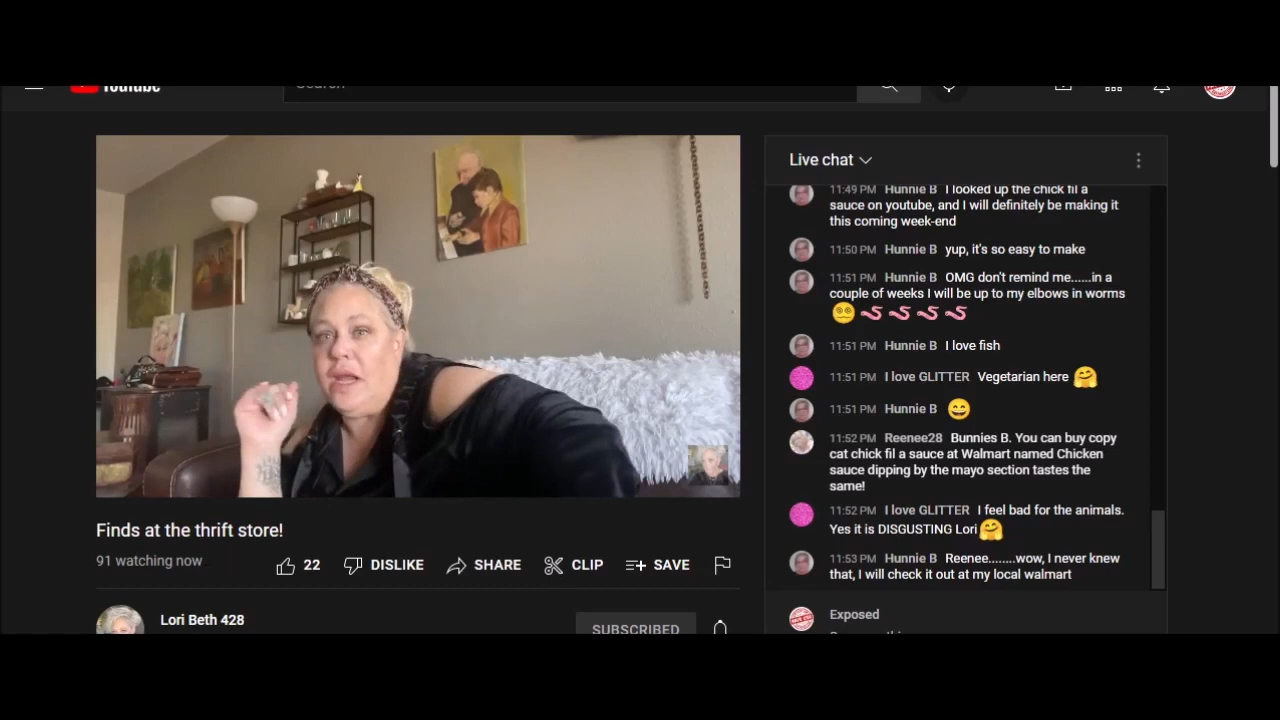 YouTube
Search
Live chat
11:49 PM Hunnie B I looked up the chick fil a
sauce on youtube, and I will definitely be making it
this coming week-end
11:50 PM Hunnie B yup, it's so easy to make
11:51 PM Hunnie B OMG don't remind me......in a
couple of weeks I will be up to my elbows in worms
11:51 PM Hunnie B I love fish
11:51 PM I love GLITTER Vegetarian here
11:51 PM Hunnie B
11:52 PM Reenee28 Bunnies B. You can buy copy
cat chick fil a sauce at Walmart named Chicken
sauce dipping by the mayo section tastes the
same!
11:52 PM I love GLITTER I feel bad for the animals.
Yes it is DISGUSTING Lori
11:53 PM Hunnie B Reenee........wow, I never knew
that, I will check it out at my local walmart
Exposed
Finds at the thrift store!
91 watching now
22 DISLIKE SHARE CLIP SAVE
Lori Beth 428
SUBSCRIBED